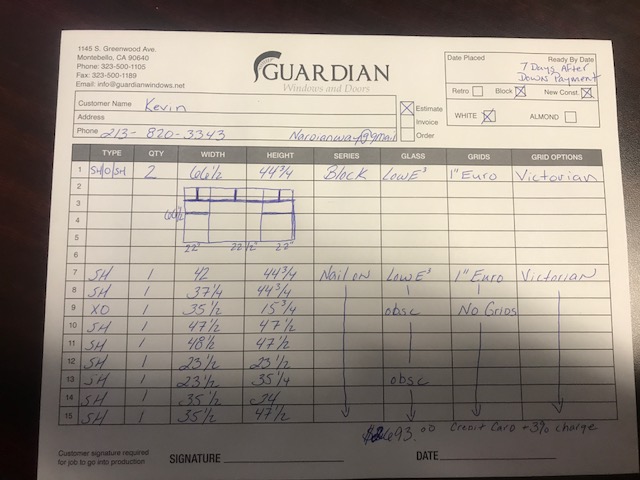 1145 S. Greenwood Ave.
Montebello, CA 90640
Phone: 323-500-1105
Fax: 323-500-1189
Email: info@guardianwindows.net
GUARDIAN
Windows and Doors
Date Placed
Ready By Date
7 Days After
Downs Payment
Retro
Block ☒
New Const. ☒
WHITE ☒
ALMOND
☒ Estimate
Invoice
Order
Customer Name Kevin
Address
Phone 213-820-3343
TYPE QTY WIDTH HEIGHT SERIES GLASS GRIDS GRID OPTIONS
1 SH/O/SH 2 66 1/2 44 3/4 Block LowE³ 1" Euro Victorian
2
3
4
5
6
22" 22 1/2" 22"
7 SH 1 42 44 3/4 Nail on LowE³ 1" Euro Victorian
8 SH 1 37 1/4 44 3/4
9 XO 1 35 1/2 15 3/4 obsc No Grids
10 SH 1 47 1/2 47 1/2
11 SH 1 48 1/2 47 1/2
12 SH 1 23 1/2 23 1/2
13 SH 1 23 1/2 35 1/4 obsc
14 SH 1 35 1/2 24
15 SH 1 35 1/2 47 1/2
Customer signature required
for job to go into production
SIGNATURE
DATE
693.00 Credit Card +3% charge